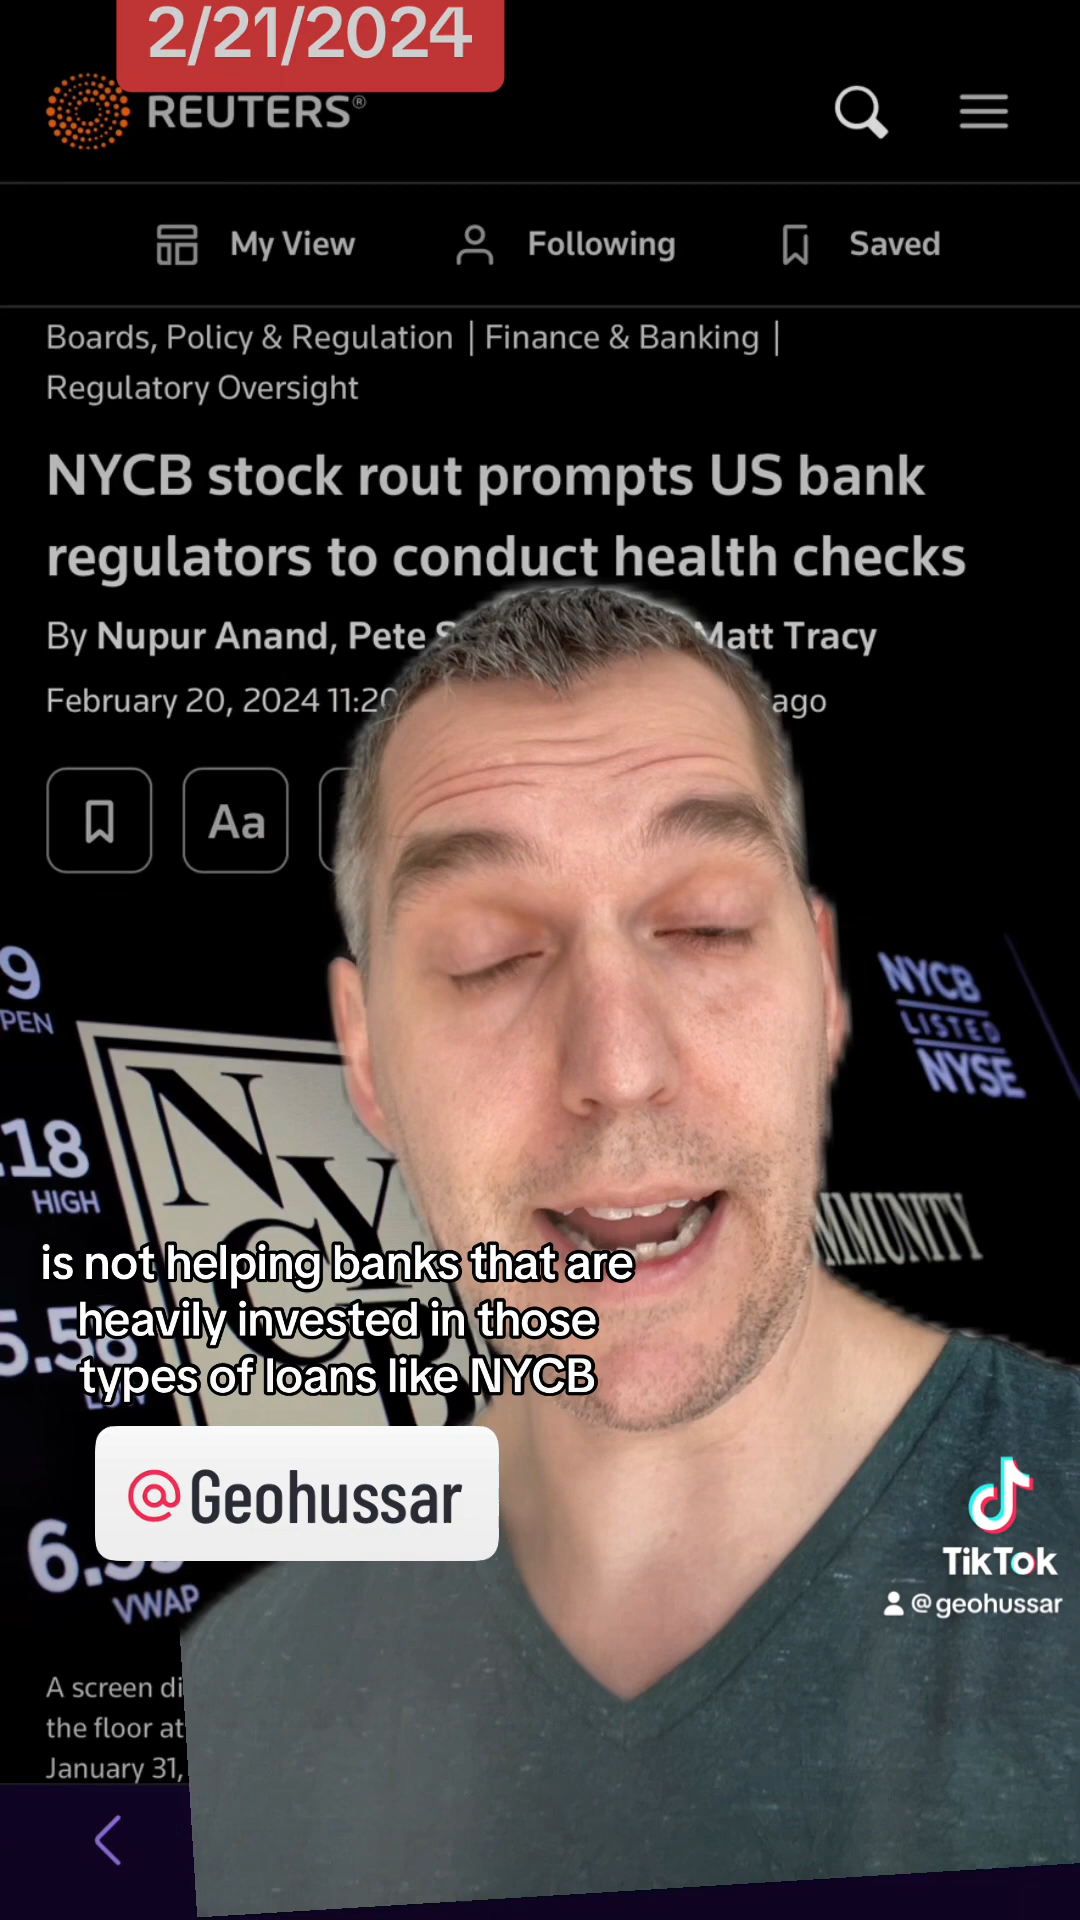 2/21/2024
REUTERS®
My View Following Saved
Boards, Policy & Regulation | Finance & Banking |
Regulatory Oversight
NYCB stock rout prompts US bank
regulators to conduct health checks
By Nupur Anand, Pete Matt Tracy
February 20, 2024 ago
Aa
9
NYCB
LISTED
NYSE
NY
CB
HIGH
is not helping banks that are
heavily invested in those
types of loans like NYCB
@Geohussar
TikTok
@geohussar
VWAP
A screen
the floor at
January 31,